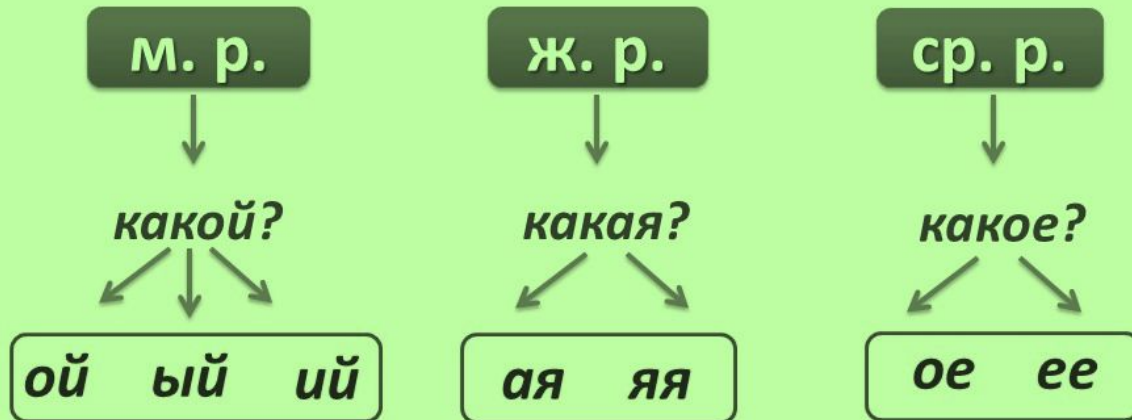 м. р. ж. р. ср. р.
какой? какая? какое?
ой ый ий ая яя ое ее